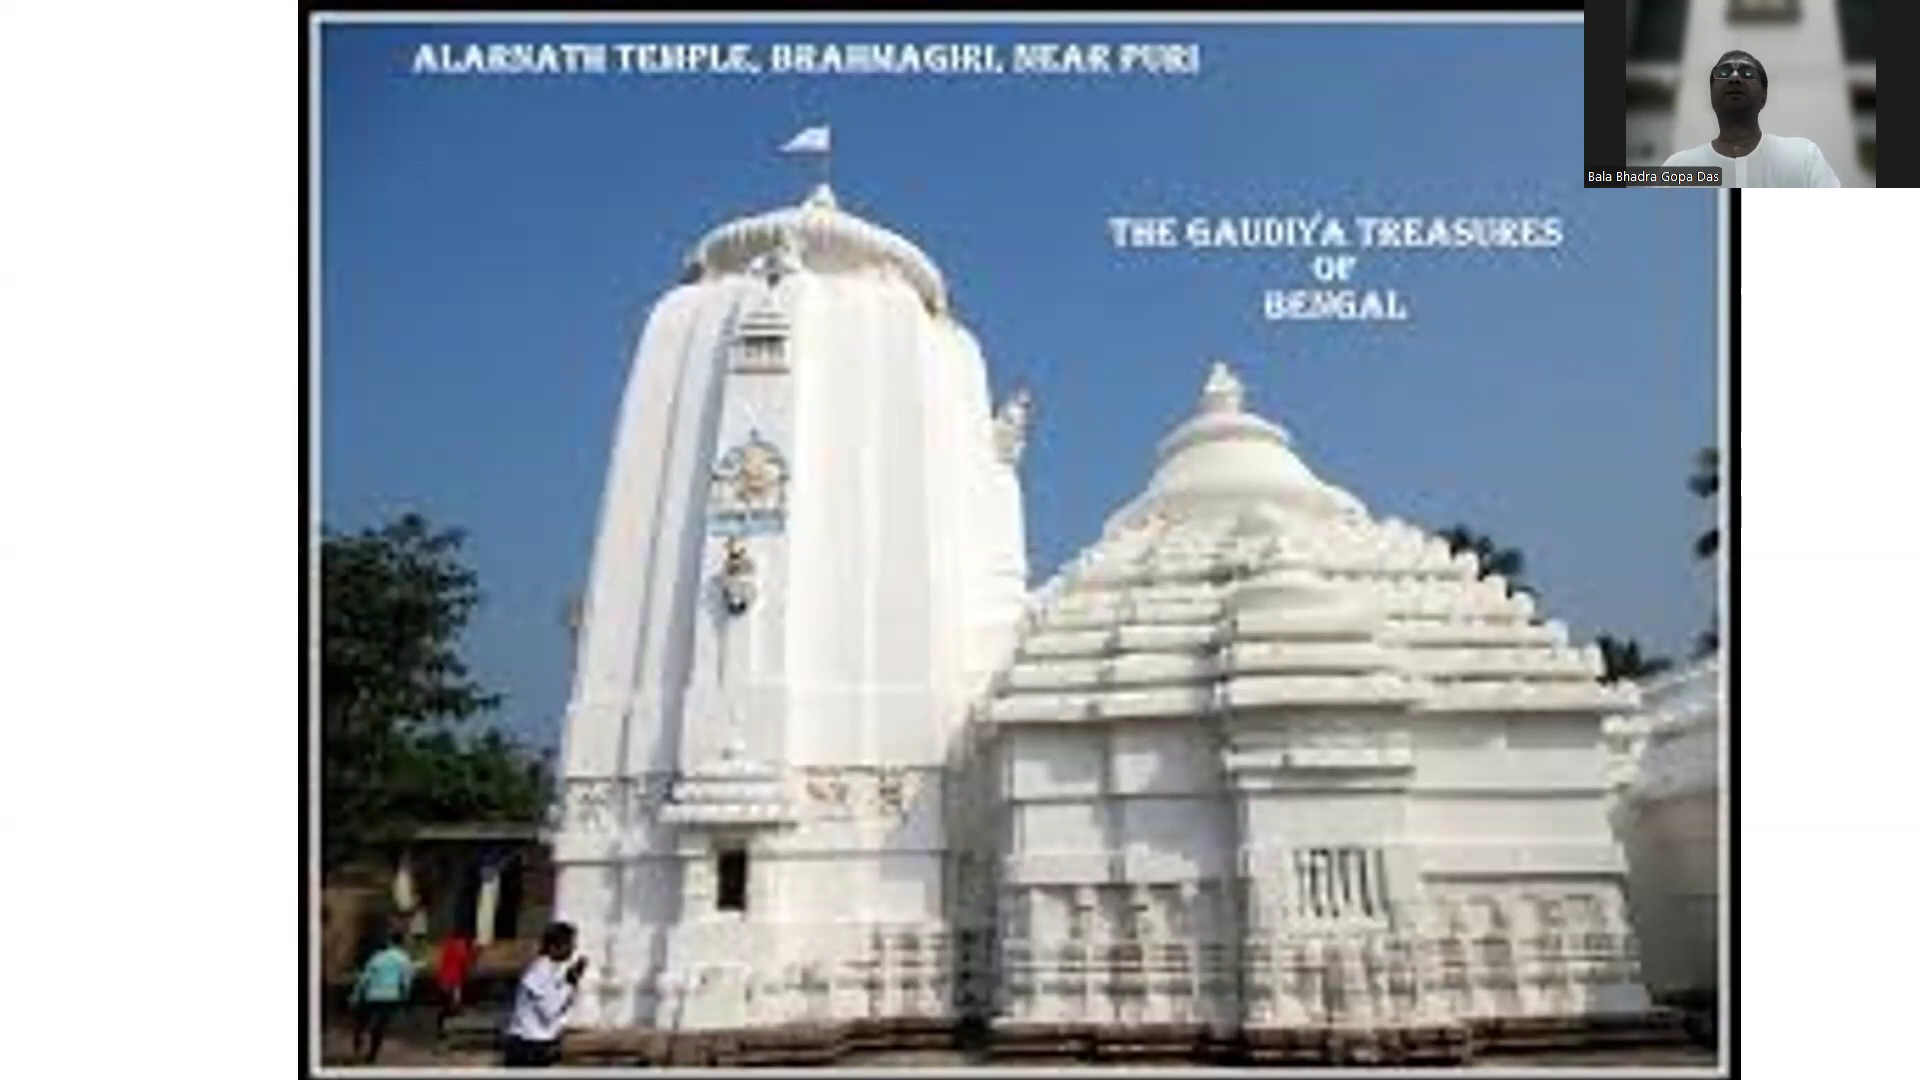 ALARNATH TEMPLE, BRAHMAGIRI, NEAR PURI
THE GAUDIYA TREASURES
OF
BENGAL
Bala Bhadra Gopa Das